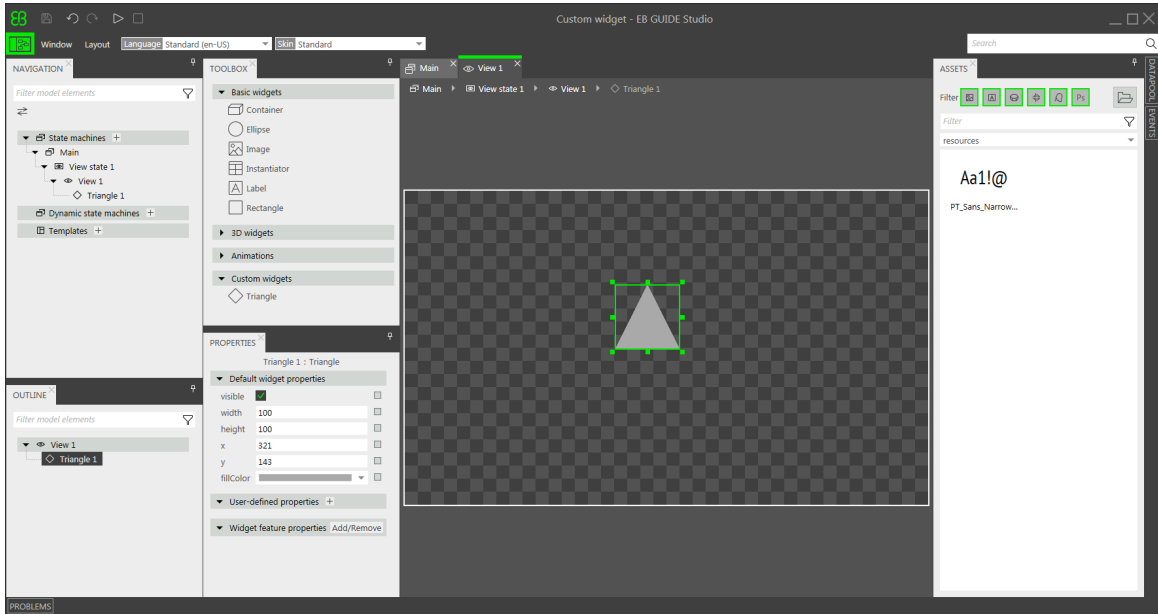 EB
Custom widget - EB GUIDE Studio
Window Layout Language Standard (en-US) Skin Standard
Search
NAVIGATION
Filter model elements
State machines +
Main
View state 1
View 1
Triangle 1
Dynamic state machines +
Templates +
OUTLINE
Filter model elements
View 1
Triangle 1
TOOLBOX
Basic widgets
Container
Ellipse
Image
Instantiator
A Label
Rectangle
3D widgets
Animations
Custom widgets
Triangle
PROPERTIES
Triangle 1 : Triangle
Default widget properties
visible
width 100
height 100
x 321
y 143
fillColor
User-defined properties +
Widget feature properties Add/Remove
Main View 1
Main View state 1 View 1 Triangle 1
ASSETS
Filter A Ps
Filter
resources
Aa1!@
PT_Sans_Narrow...
DATAPOOL
EVENTS
PROBLEMS